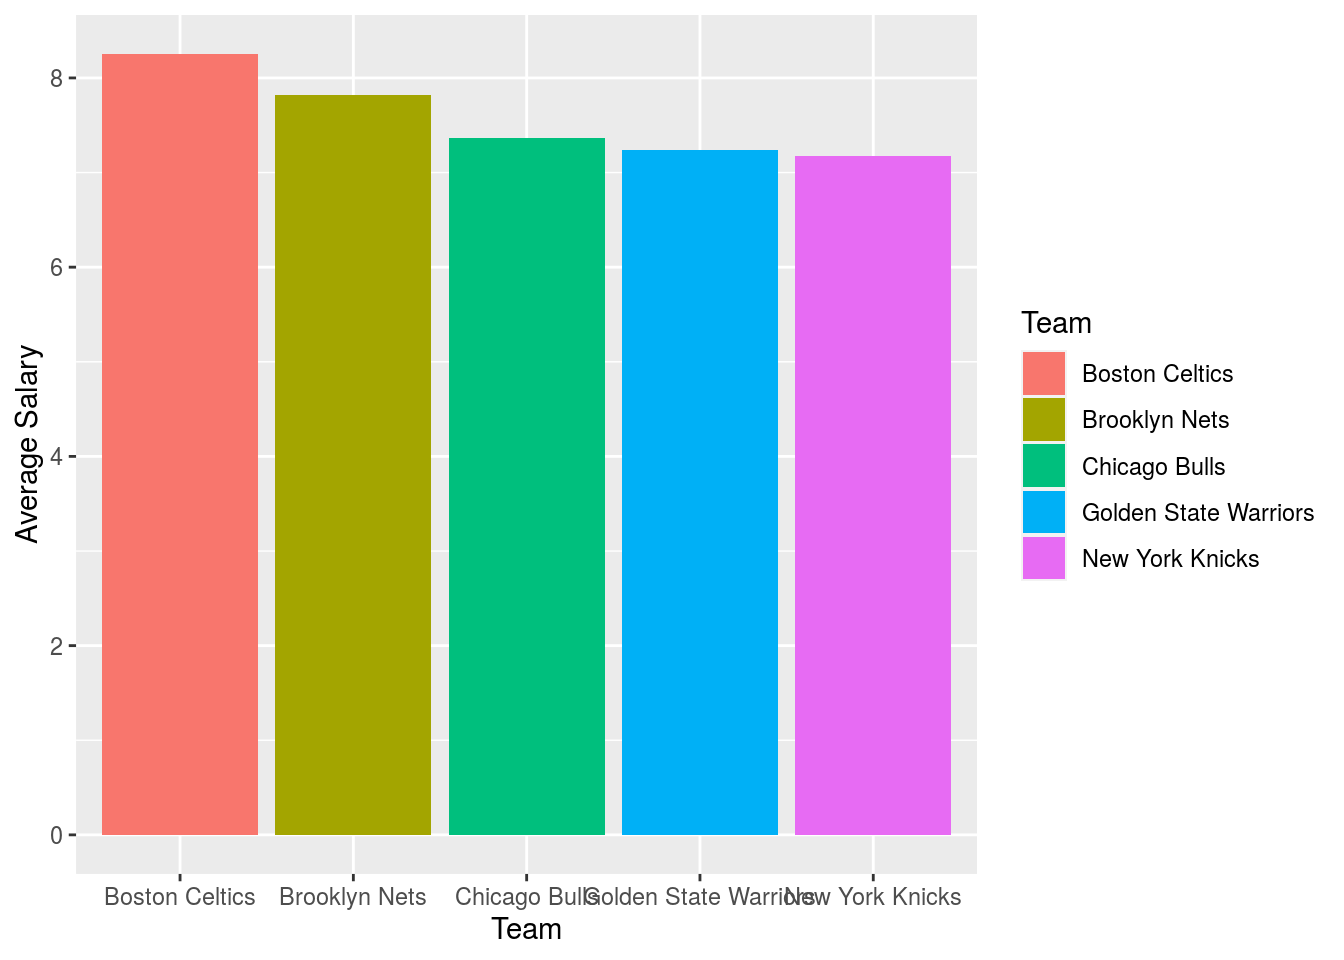 8
6
4
2
0
Average Salary
Boston Celtics
Brooklyn Nets
Chicago Bulls
Golden State Warriors
New York Knicks
Team
Team
Boston Celtics
Brooklyn Nets
Chicago Bulls
Golden State Warriors
New York Knicks